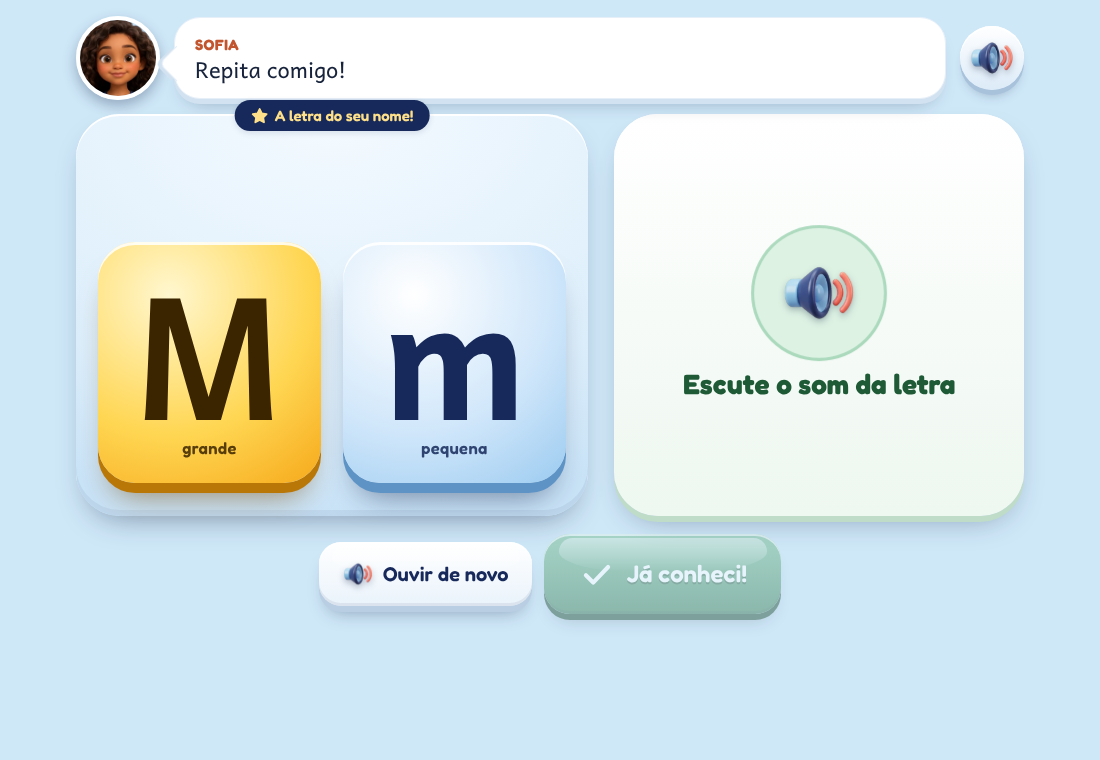 SOFIA
Repita comigo!
A letra do seu nome!
M
grande
m
pequena
Escute o som da letra
Ouvir de novo
Já conheci!